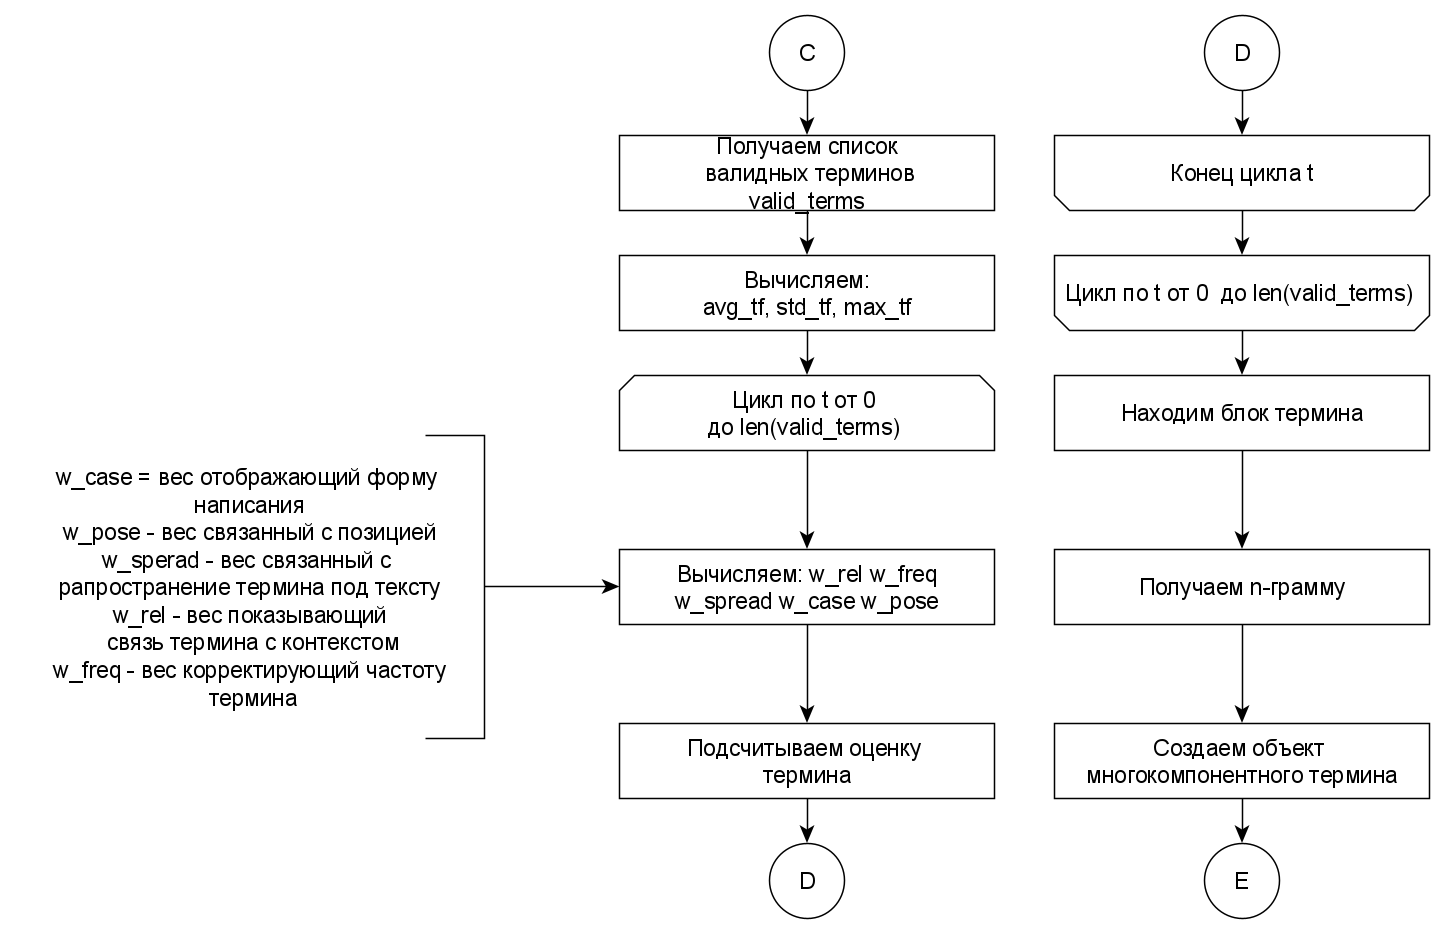 C
Получаем список
валидных терминов
valid_terms
Вычисляем:
avg_tf, std_tf, max_tf
Цикл по t от 0
до len(valid_terms)
w_case = вес отображающий форму
написания
w_pose - вес связанный с позицией
w_sperad - вес связанный с
рапространение термина под тексту
w_rel - вес показывающий
связь термина с контекстом
w_freq - вес корректирующий частоту
термина
Вычисляем: w_rel w_freq
w_spread w_case w_pose
Подсчитываем оценку
термина
D
D
Конец цикла t
Цикл по t от 0 до len(valid_terms)
Находим блок термина
Получаем n-грамму
Создаем объект
многокомпонентного термина
E